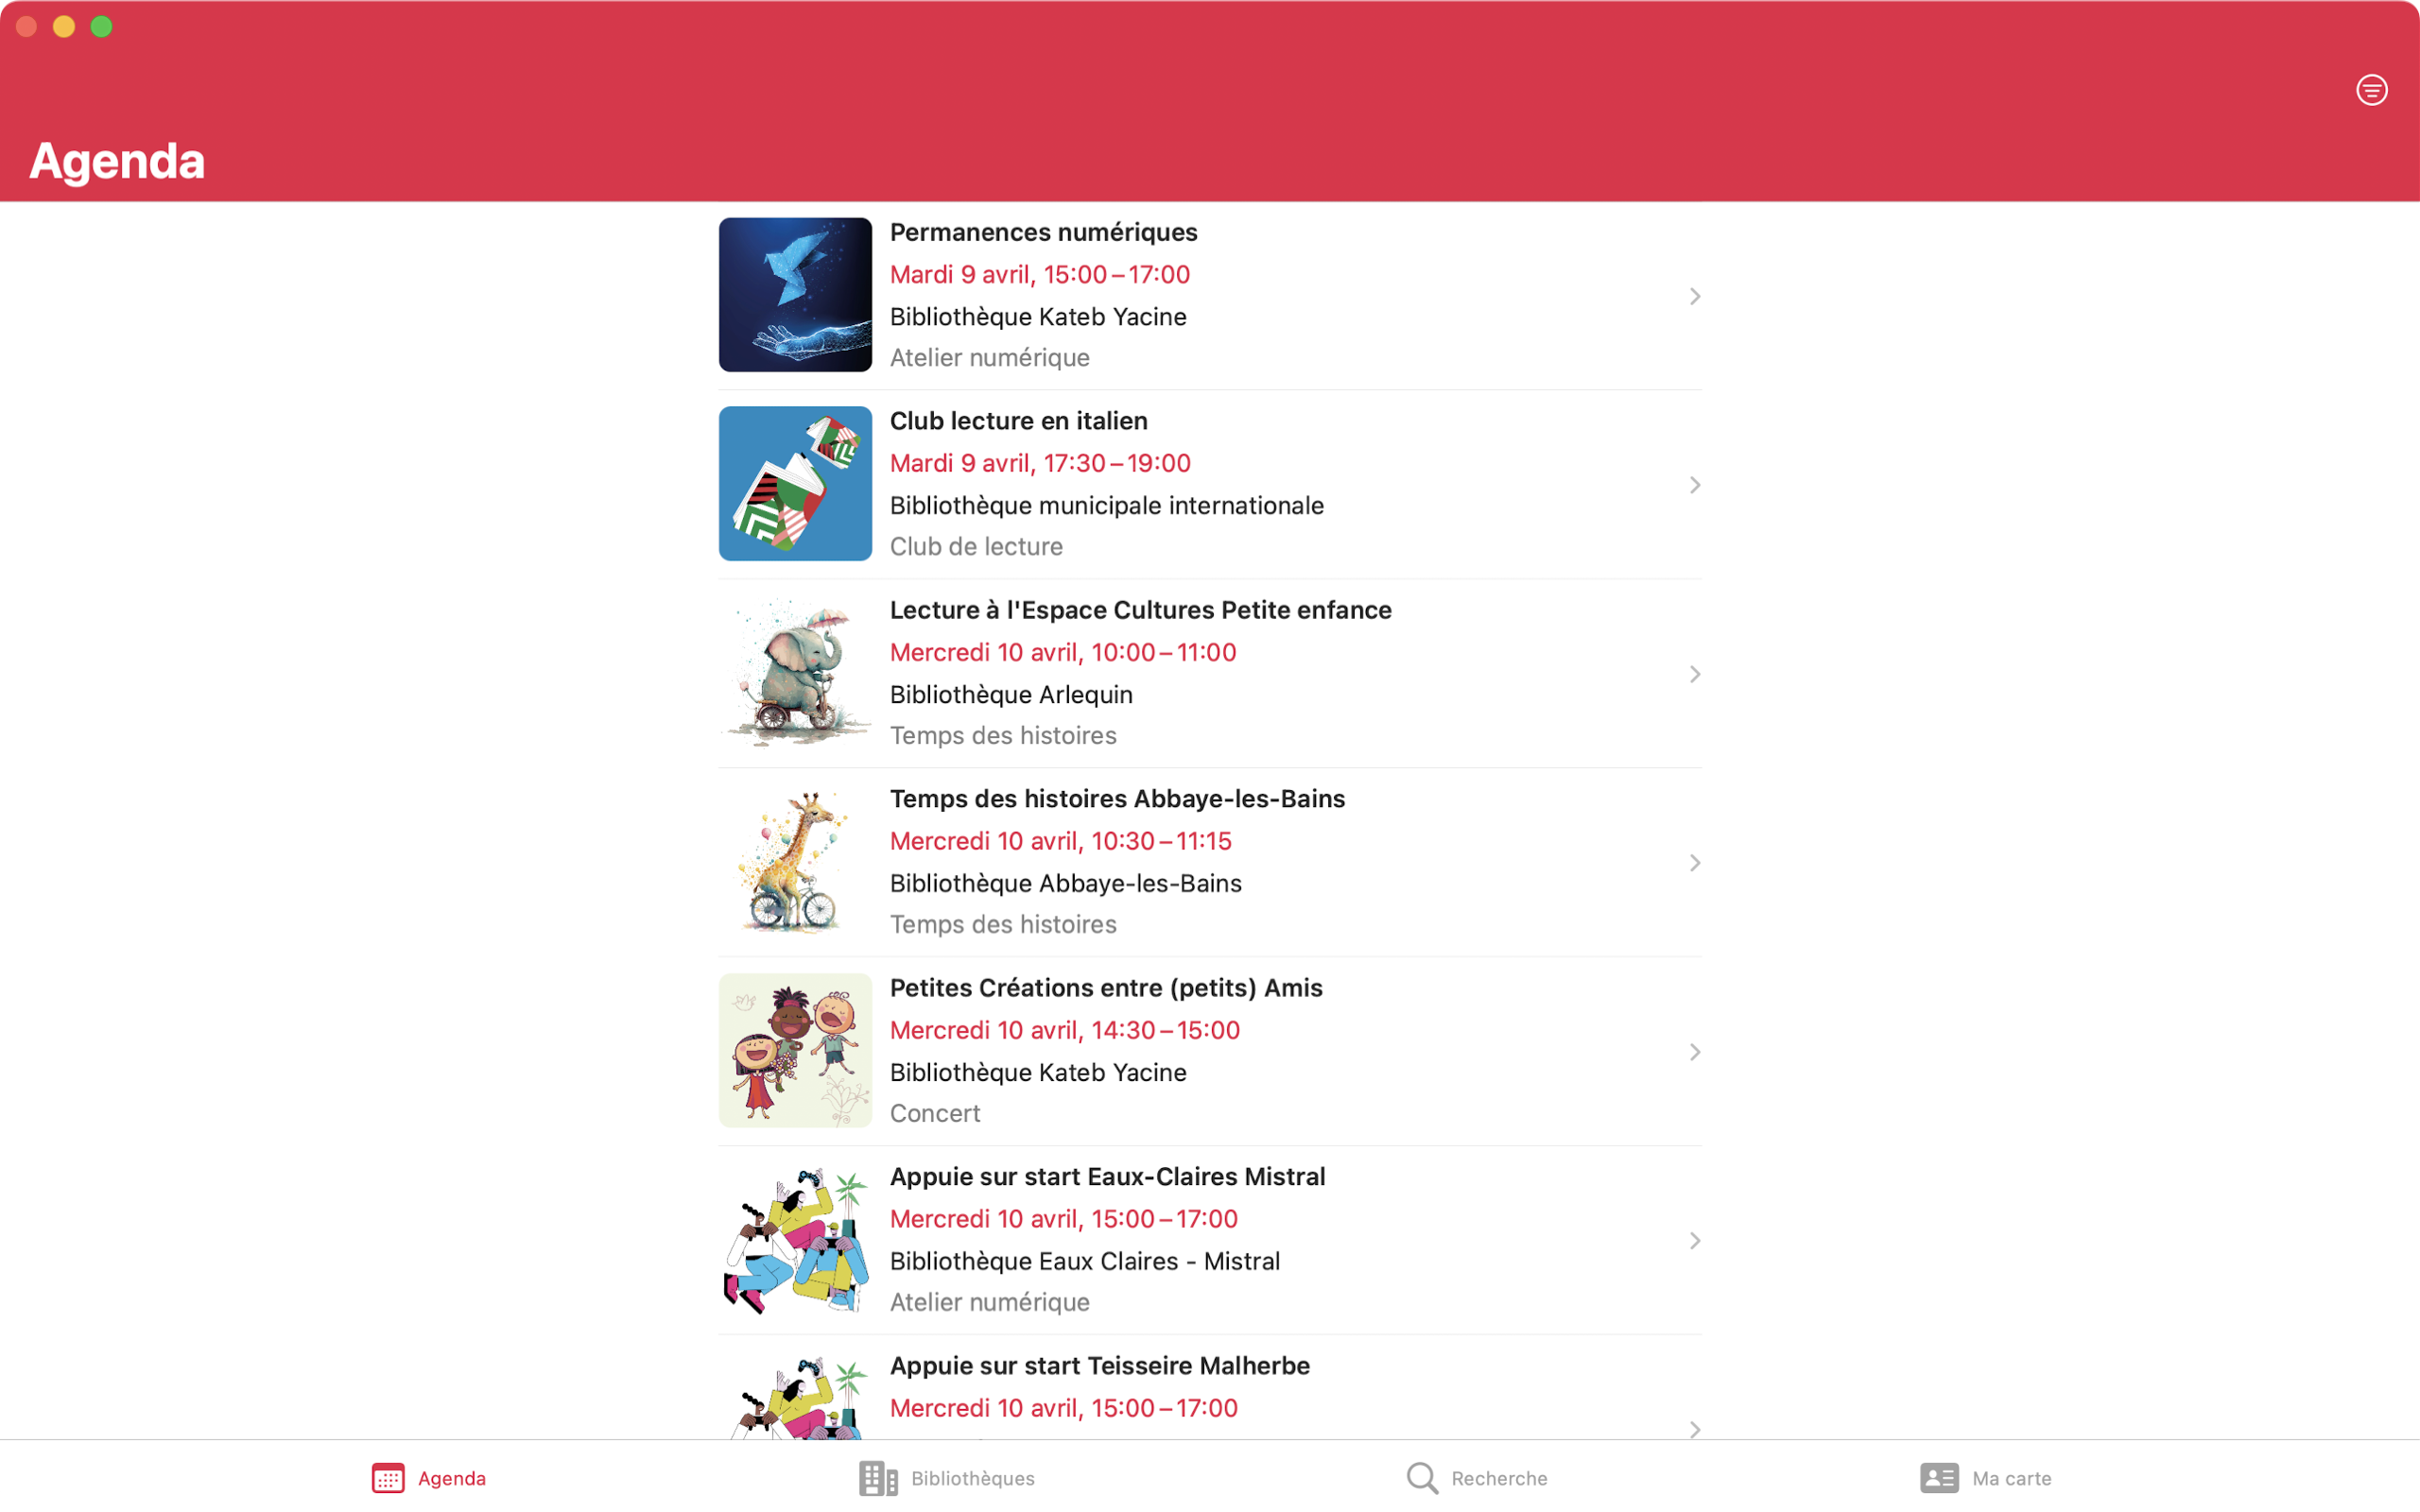 Agenda
Permanences numériques
Mardi 9 avril, 15:00 – 17:00
Bibliothèque Kateb Yacine
Atelier numérique
Club lecture en italien
Mardi 9 avril, 17:30 – 19:00
Bibliothèque municipale internationale
Club de lecture
Lecture à l'Espace Cultures Petite enfance
Mercredi 10 avril, 10:00 – 11:00
Bibliothèque Arlequin
Temps des histoires
Temps des histoires Abbaye-les-Bains
Mercredi 10 avril, 10:30 – 11:15
Bibliothèque Abbaye-les-Bains
Temps des histoires
Petites Créations entre (petits) Amis
Mercredi 10 avril, 14:30 – 15:00
Bibliothèque Kateb Yacine
Concert
Appuie sur start Eaux-Claires Mistral
Mercredi 10 avril, 15:00 – 17:00
Bibliothèque Eaux Claires - Mistral
Atelier numérique
Appuie sur start Teisseire Malherbe
Mercredi 10 avril, 15:00 – 17:00
Agenda
Bibliothèques
Recherche
Ma carte